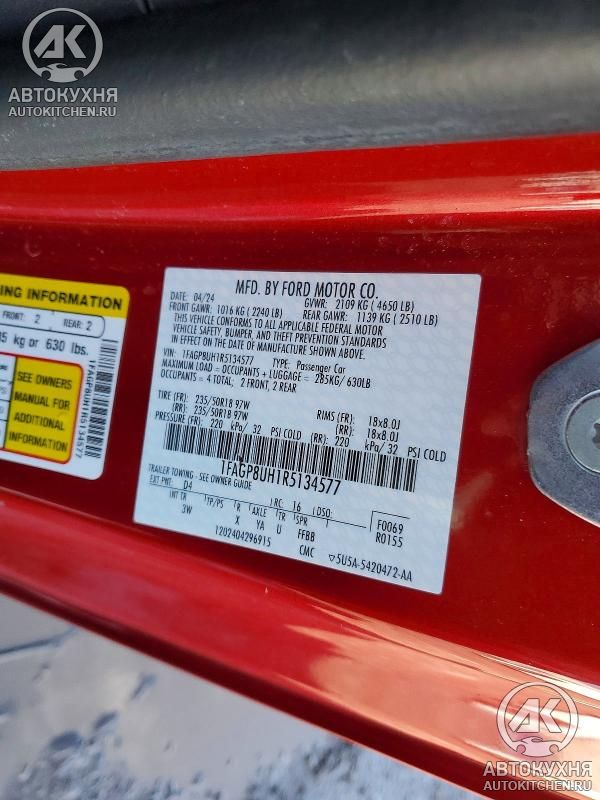 AK
АВТОКУХНЯ
AUTOKITCHEN.RU
MFD. BY FORD MOTOR CO.
DATE: 04/24 GVWR: 2109 KG ( 4650 LB)
FRONT GAWR: 1016 KG ( 2240 LB) REAR GAWR: 1139 KG ( 2510 LB)
THIS VEHICLE CONFORMS TO ALL APPLICABLE FEDERAL MOTOR
VEHICLE SAFETY, BUMPER, AND THEFT PREVENTION STANDARDS
IN EFFECT ON THE DATE OF MANUFACTURE SHOWN ABOVE.
VIN: 1FAGP8UH1R5134577 TYPE: Passenger Car
MAXIMUM LOAD = OCCUPANTS + LUGGAGE = 285KG/ 630LB
OCCUPANTS = 4 TOTAL; 2 FRONT, 2 REAR
TIRE (FR): 235/50R18 97W RIMS (FR): 18x8.0J
(RR): 235/50R18 97W (RR): 18x8.0J
PRESSURE (FR): 220 kPa/ 32 PSI COLD (RR): 220 kPa/ 32 PSI COLD
1FAGP8UH1R5134577
TRAILER TOWING - SEE OWNER GUIDE
EXT PNT: D4 RC: 16 DSO: F0069
INT TR TP/PS R AXLE TR SPR R0155
3W X YA U FFBB
1202404296915 CMC ▽5U5A-5420472-AA
ING INFORMATION
FRONT: 2 REAR: 2
5 kg or 630 lbs.
SEE OWNERS
MANUAL FOR
ADDITIONAL
INFORMATION
1FAGP8UH1R5134577
AK
АВТОКУХНЯ
AUTOKITCHEN.RU